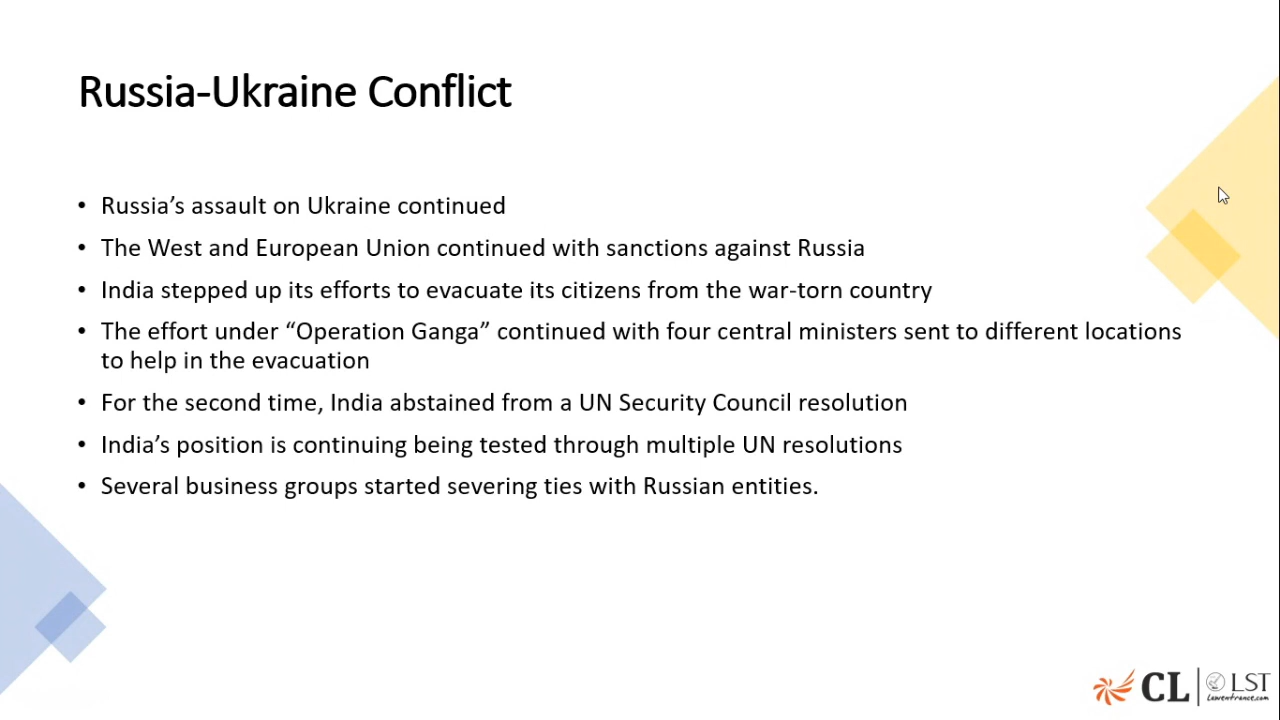 Russia-Ukraine Conflict
• Russia’s assault on Ukraine continued
• The West and European Union continued with sanctions against Russia
• India stepped up its efforts to evacuate its citizens from the war-torn country
• The effort under “Operation Ganga” continued with four central ministers sent to different locations
to help in the evacuation
• For the second time, India abstained from a UN Security Council resolution
• India’s position is continuing being tested through multiple UN resolutions
• Several business groups started severing ties with Russian entities.
CL LST
Lawentrance.com